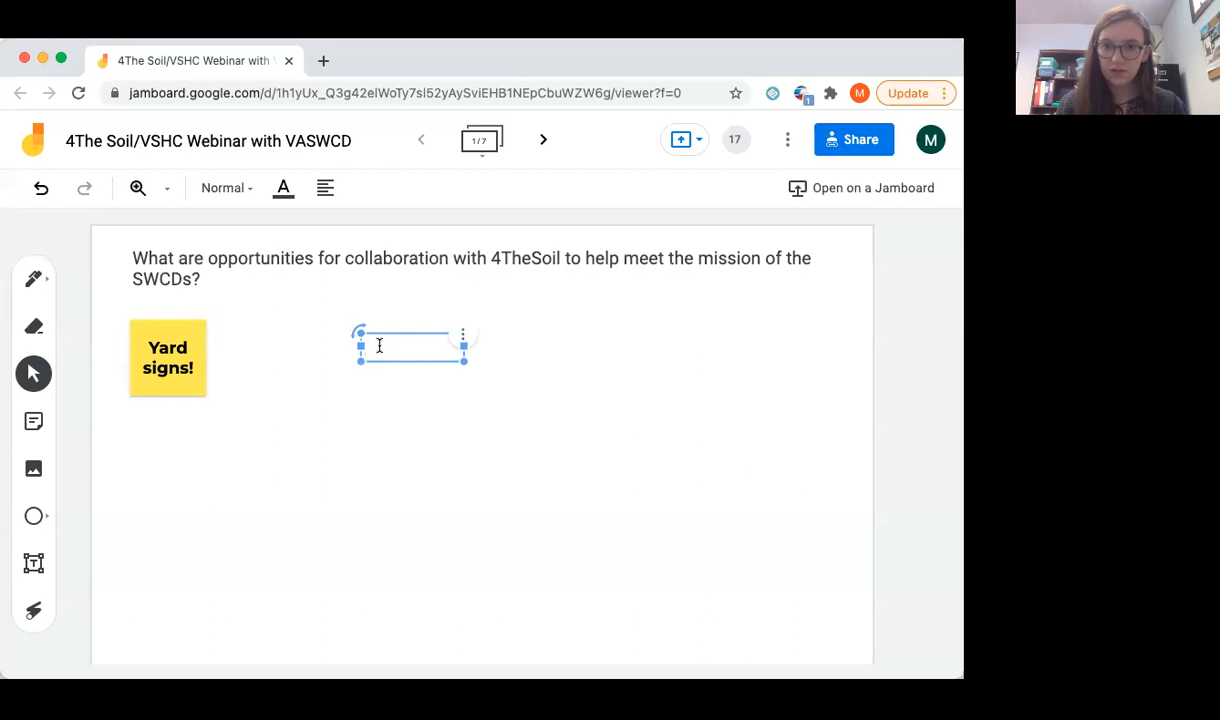 4The Soil/VSHC Webinar with
jamboard.google.com/d/1h1yUx_Q3g42elWoTy7sl52yAySviEHB1NEpCbuWZW6g/viewer?f=0
1
M
Update
4The Soil/VSHC Webinar with VASWCD
1/7
17
Share
M
Normal
A
Open on a Jamboard
What are opportunities for collaboration with 4TheSoil to help meet the mission of the
SWCDs?
Yard
signs!
T